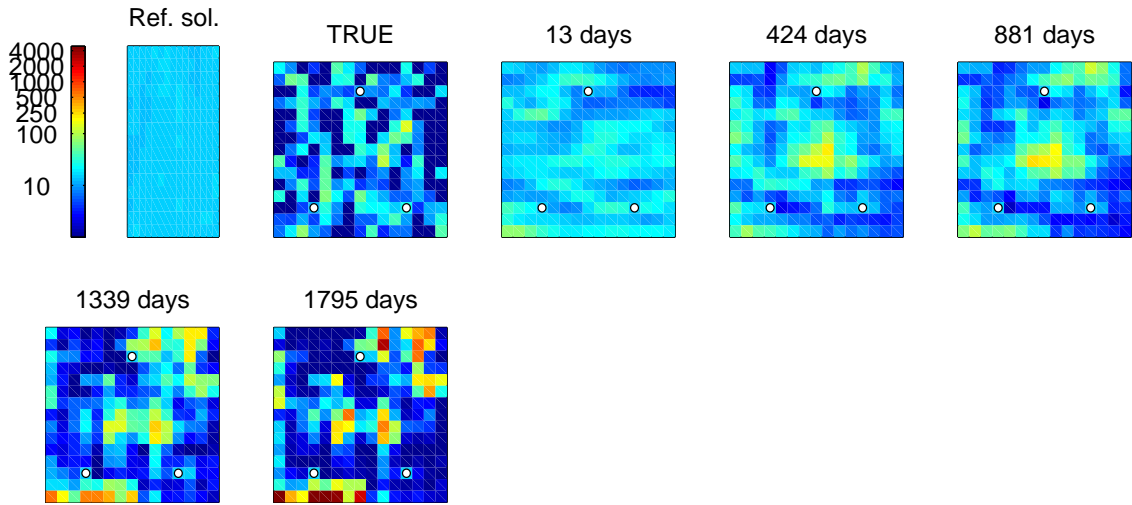 Ref. sol.
TRUE
13 days
424 days
881 days
4000
2000
1000
500
250
100
10
1339 days
1795 days